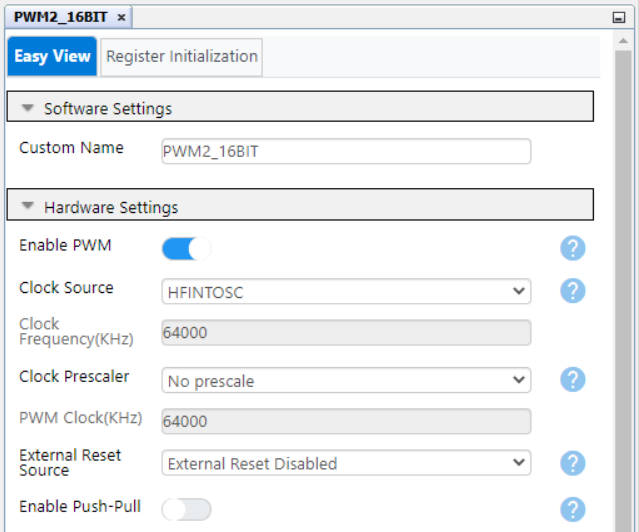 PWM2_16BIT ×
Easy View Register Initialization
Software Settings
Custom Name PWM2_16BIT
Hardware Settings
Enable PWM ?
Clock Source HFINTOSC ?
Clock
Frequency(KHz) 64000
Clock Prescaler No prescale ?
PWM Clock(KHz) 64000
External Reset
Source External Reset Disabled ?
Enable Push-Pull ?